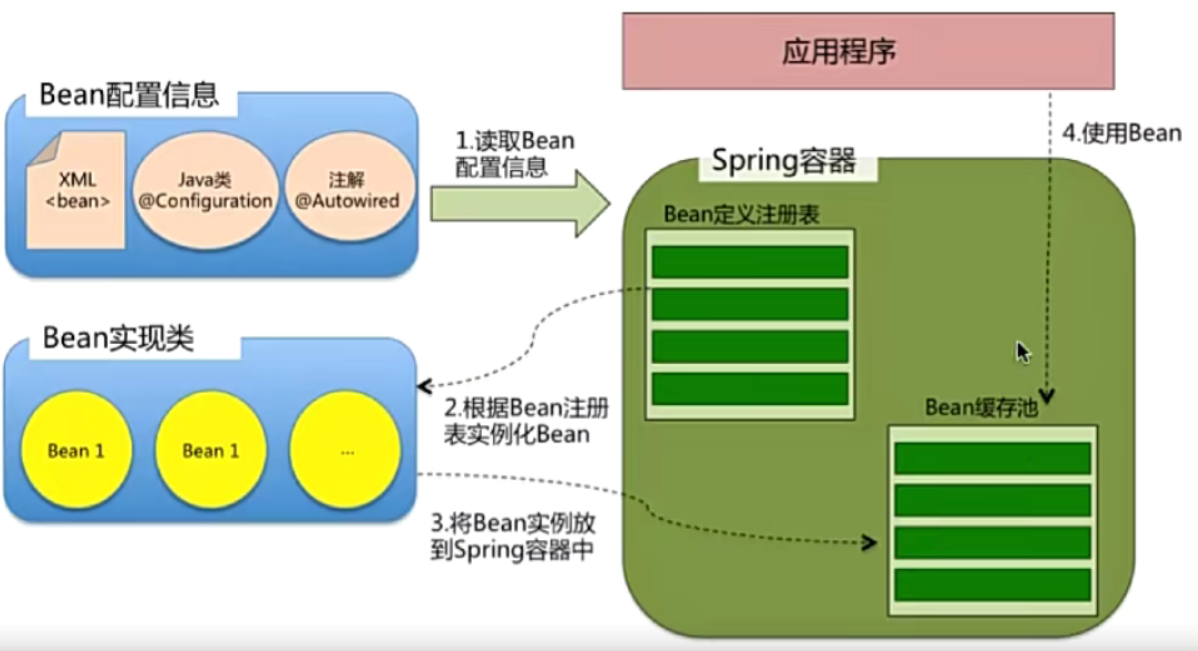 应用程序
Bean配置信息
XML
<bean>
Java类
@Configuration
注解
@Autowired
1.读取Bean
配置信息
4.使用Bean
Spring容器
Bean定义注册表
Bean实现类
Bean 1
Bean 1
...
2.根据Bean注册
表实例化Bean
Bean缓存池
3.将Bean实例放
到Spring容器中